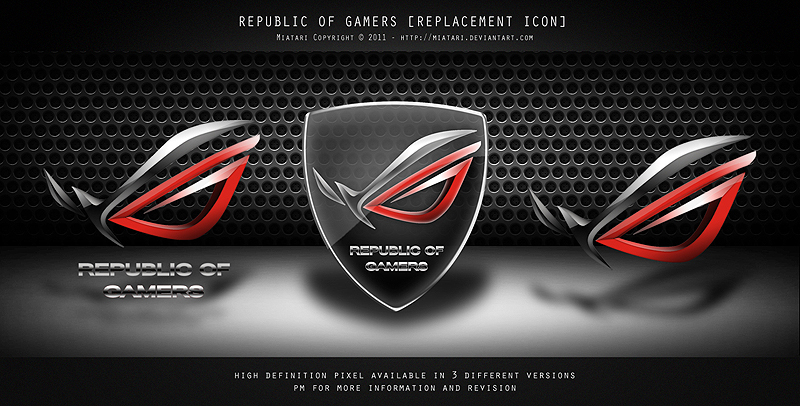 REPUBLIC OF GAMERS [REPLACEMENT ICON]
MIATARI COPYRIGHT © 2011 - HTTP://MIATARI.DEVIANTART.COM
REPUBLIC OF
GAMERS
REPUBLIC OF
GAMERS
HIGH DEFINITION PIXEL AVAILABLE IN 3 DIFFERENT VERSIONS
PM FOR MORE INFORMATION AND REVISION